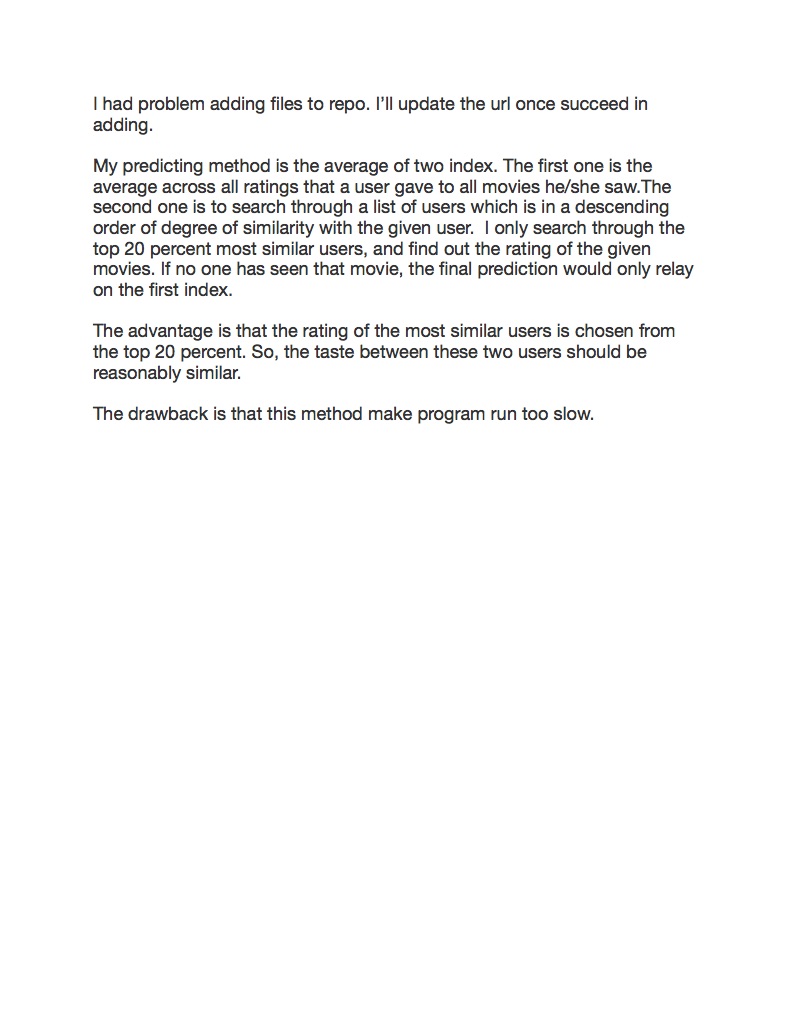 I had problem adding files to repo. I’ll update the url once succeed in
adding.
My predicting method is the average of two index. The first one is the
average across all ratings that a user gave to all movies he/she saw.The
second one is to search through a list of users which is in a descending
order of degree of similarity with the given user.  I only search through the
top 20 percent most similar users, and find out the rating of the given
movies. If no one has seen that movie, the final prediction would only relay
on the first index.
The advantage is that the rating of the most similar users is chosen from
the top 20 percent. So, the taste between these two users should be
reasonably similar.
The drawback is that this method make program run too slow.